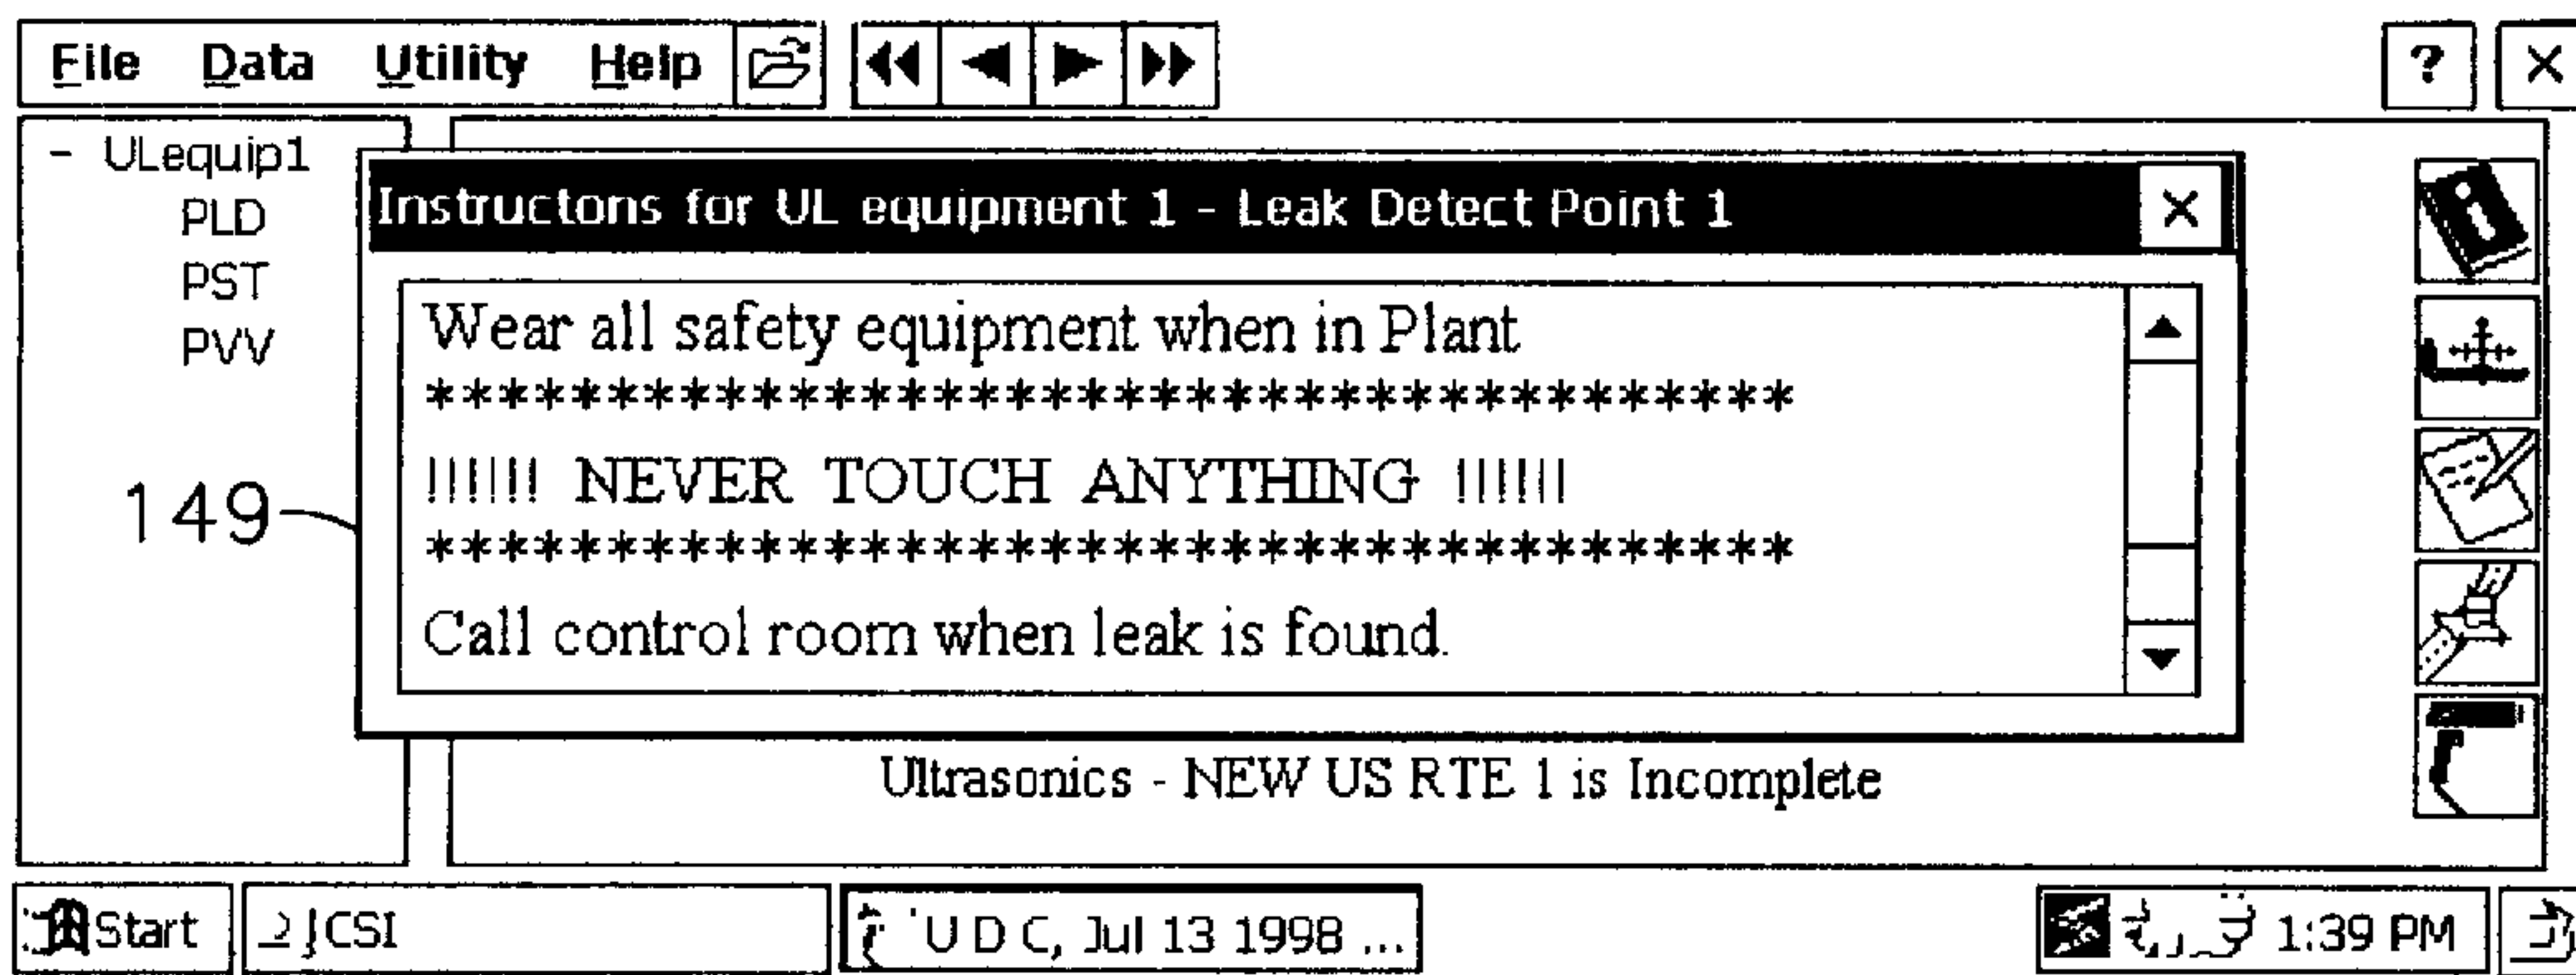 File Data Utility Help ?
- ULequip1
PLD
PST
PVV
149
Instructons for UL equipment 1 - Leak Detect Point 1
Wear all safety equipment when in Plant
**************************************
!!!!!! NEVER TOUCH ANYTHING !!!!!!
**************************************
Call control room when leak is found.
Ultrasonics - NEW US RTE 1 is Incomplete
Start CSI U D C, Jul 13 1998 ... 1:39 PM